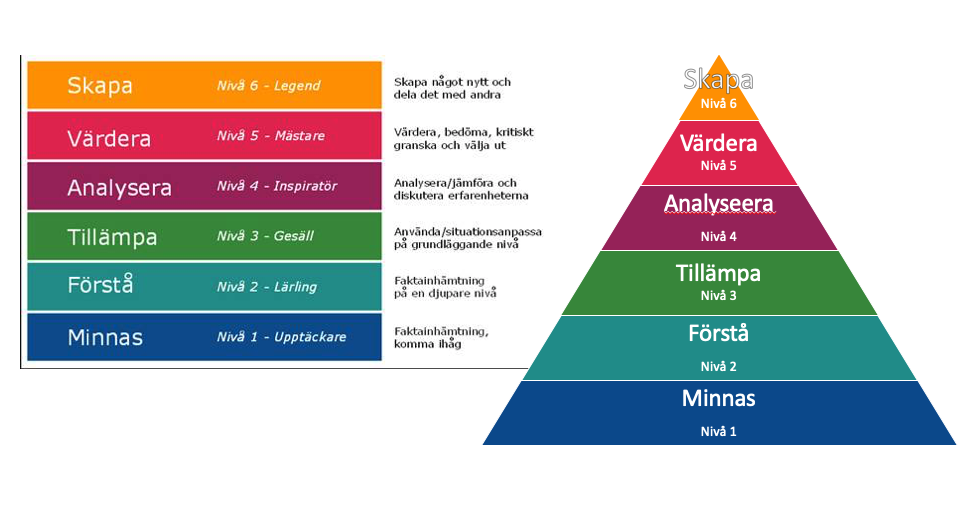 Skapa
Nivå 6 - Legend
Skapa något nytt och
dela det med andra
Värdera
Nivå 5 - Mästare
Värdera, bedöma, kritiskt
granska och välja ut
Analysera
Nivå 4 - Inspiratör
Analysera/jämföra och
diskutera erfarenheterna
Tillämpa
Nivå 3 - Gesäll
Använda/situationsanpassa
på grundläggande nivå
Förstå
Nivå 2 - Lärling
Faktainhämtning
på en djupare nivå
Minnas
Nivå 1 - Upptäckare
Faktainhämtning,
komma ihåg
Skapa
Nivå 6
Värdera
Nivå 5
Analyseera
Nivå 4
Tillämpa
Nivå 3
Förstå
Nivå 2
Minnas
Nivå 1